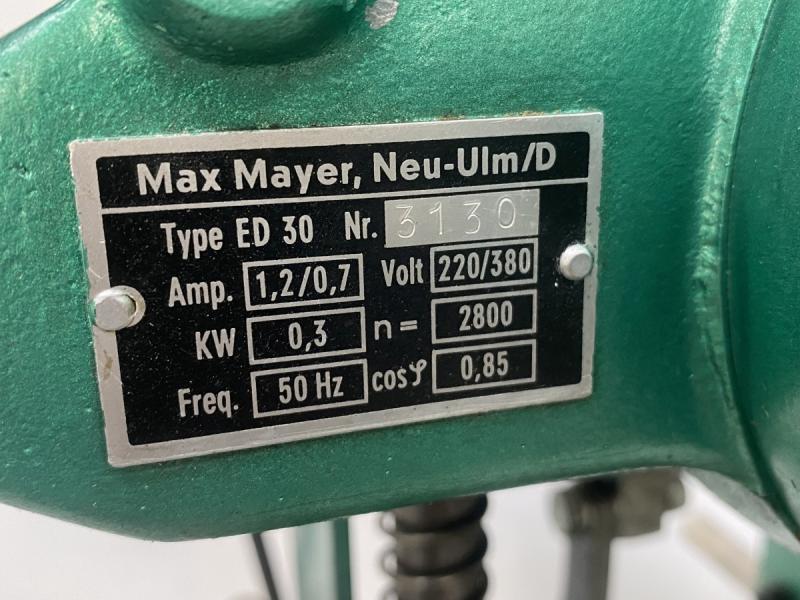 Max Mayer, Neu-Ulm/D
Type ED 30 Nr. 3130
Amp. 1,2/0,7 Volt 220/380
KW 0,3 n= 2800
Freq. 50 Hz cosφ 0,85